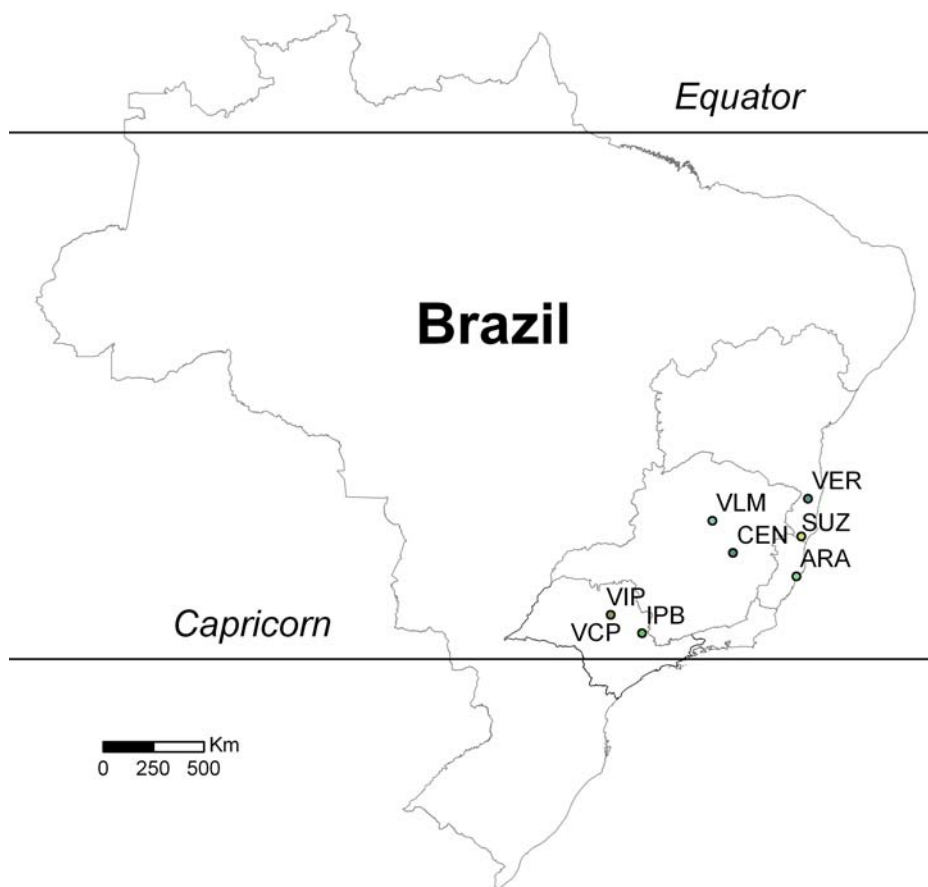 Equator
Brazil
VER
VLM
SUZ
CEN
ARA
VIP
IPB
VCP
Capricorn
Km
0 250 500